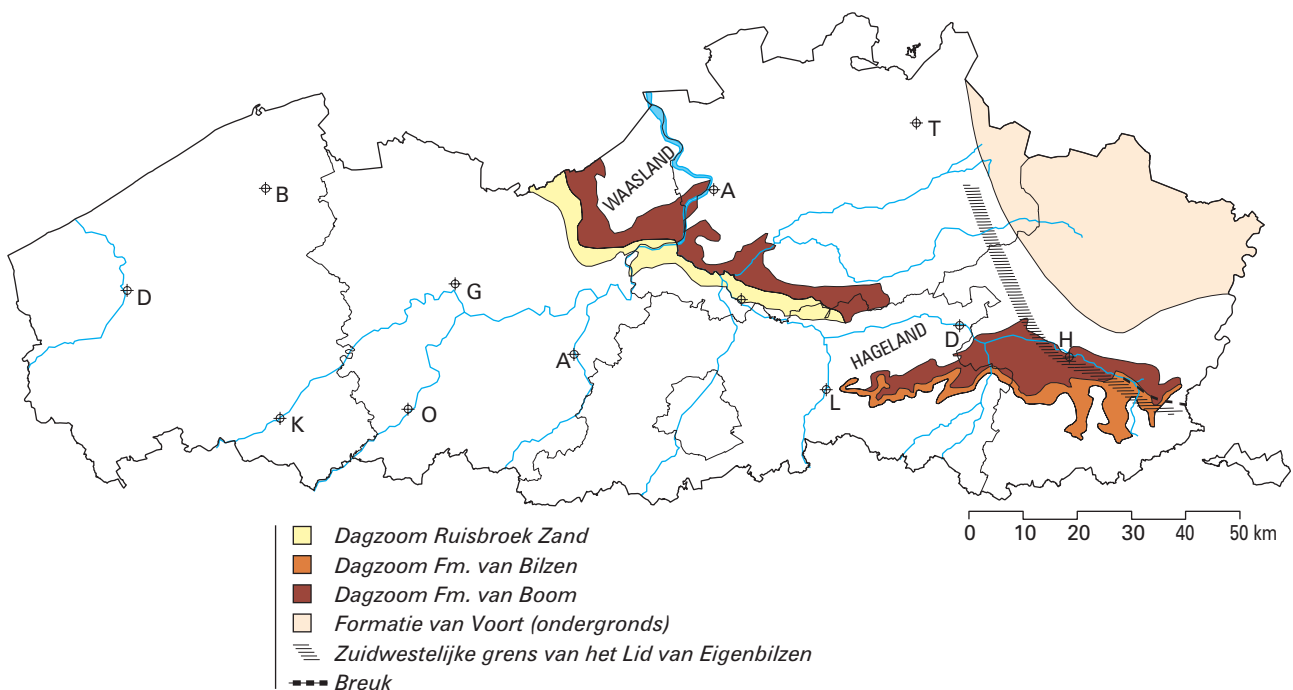 T
WAASLAND
A
B
D
G
HAGELAND
D
H
A
L
K
O
0 10 20 30 40 50 km
Dagzoom Ruisbroek Zand
Dagzoom Fm. van Bilzen
Dagzoom Fm. van Boom
Formatie van Voort (ondergronds)
Zuidwestelijke grens van het Lid van Eigenbilzen
Breuk